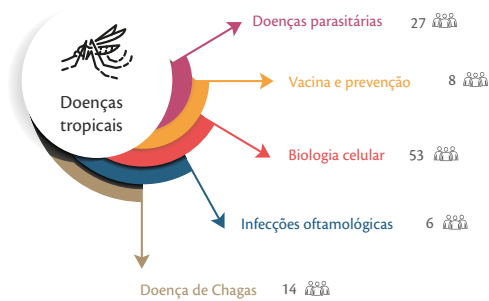 Doenças parasitárias 27
Vacina e prevenção 8
Doenças
tropicais
Biologia celular 53
Infecções oftamológicas 6
Doença de Chagas 14